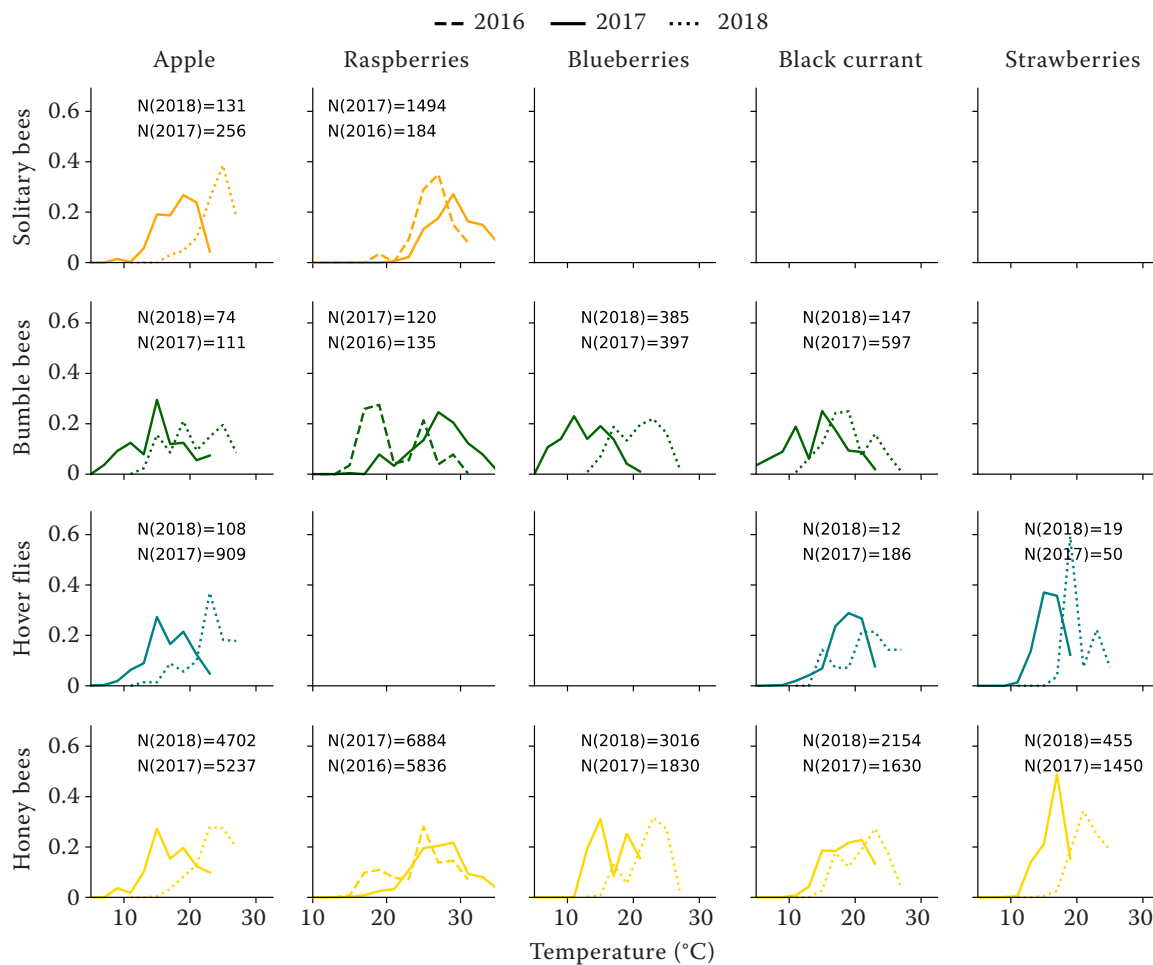 2016 2017 2018
Apple Raspberries Blueberries Black currant Strawberries
Solitary bees
0.6
0.4
0.2
0
N(2018)=131
N(2017)=256
N(2017)=1494
N(2016)=184
Bumble bees
0.6
0.4
0.2
0
N(2018)=74
N(2017)=111
N(2017)=120
N(2016)=135
N(2018)=385
N(2017)=397
N(2018)=147
N(2017)=597
Hover flies
0.6
0.4
0.2
0
N(2018)=108
N(2017)=909
N(2018)=12
N(2017)=186
N(2018)=19
N(2017)=50
Honey bees
0.6
0.4
0.2
0
N(2018)=4702
N(2017)=5237
N(2017)=6884
N(2016)=5836
N(2018)=3016
N(2017)=1830
N(2018)=2154
N(2017)=1630
N(2018)=455
N(2017)=1450
10 20 30 10 20 30 10 20 30 10 20 30 10 20 30
Temperature (°C)